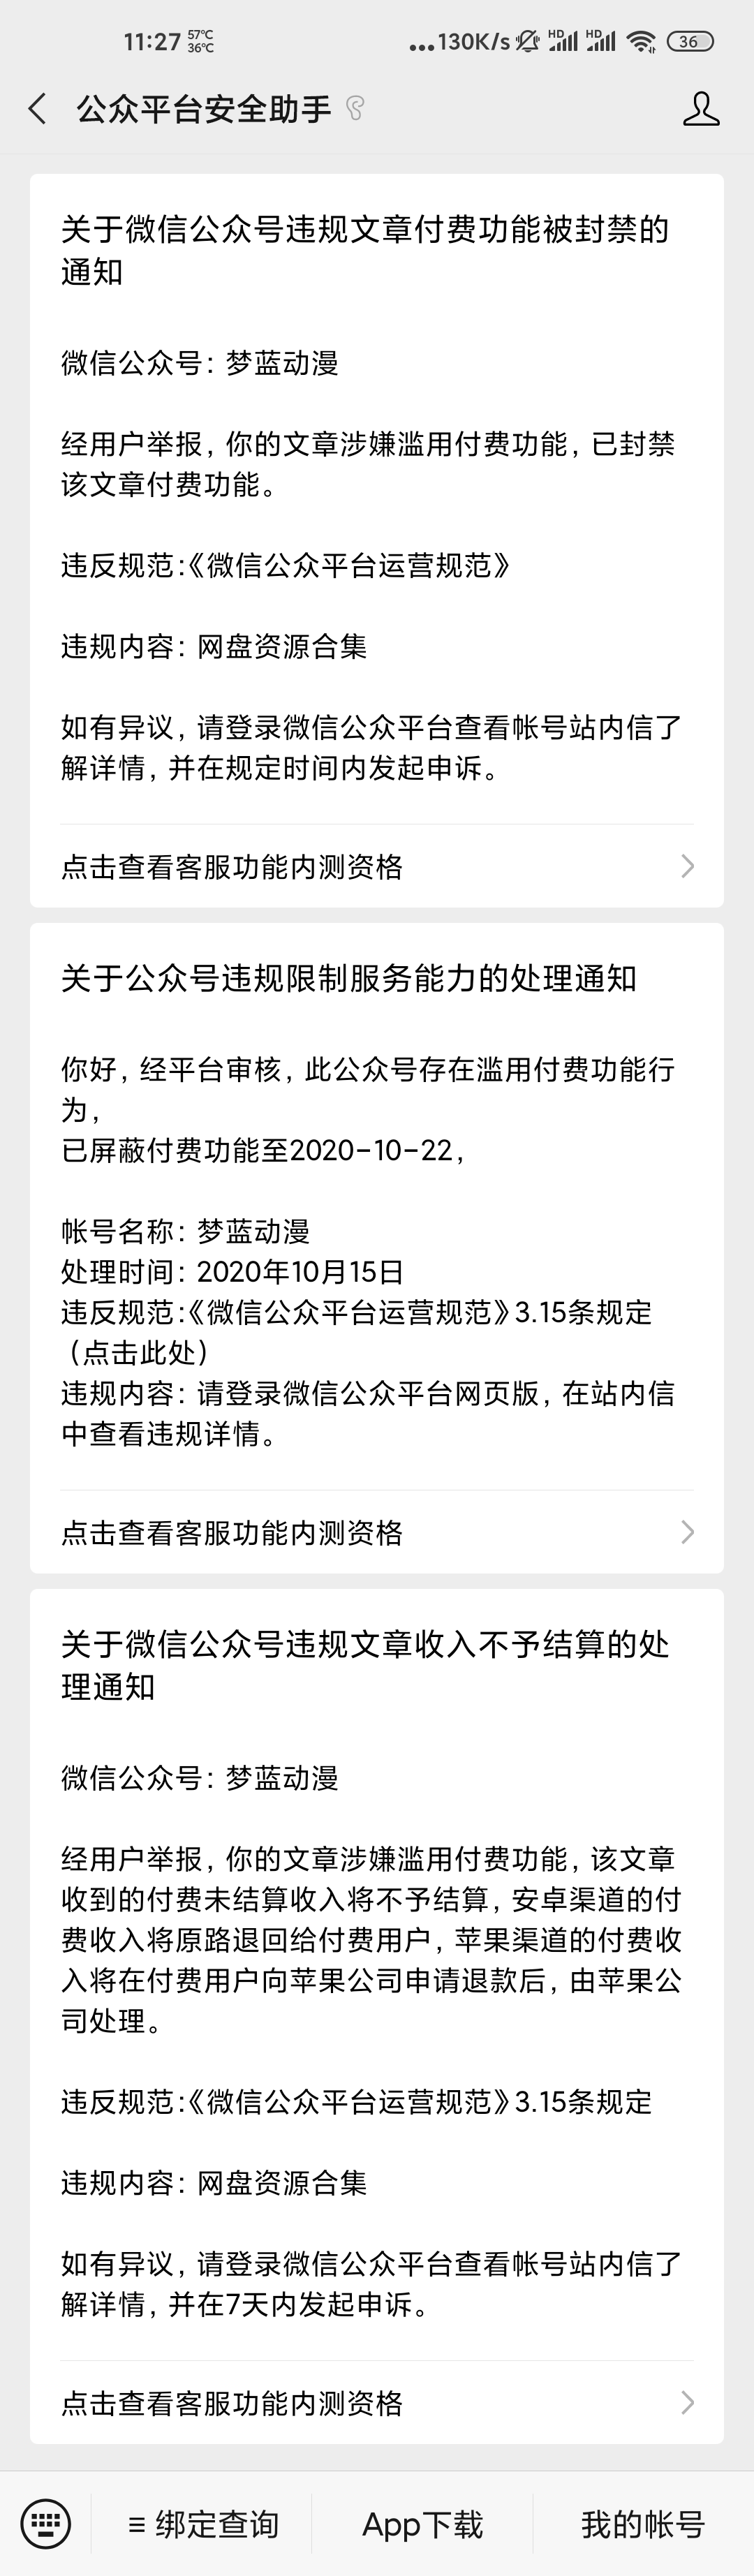 11:27 57℃ 36℃ ...130K/s HD HD 36
公众平台安全助手
关于微信公众号违规文章付费功能被封禁的
通知
微信公众号：梦蓝动漫
经用户举报，你的文章涉嫌滥用付费功能，已封禁
该文章付费功能。
违反规范:《微信公众平台运营规范》
违规内容：网盘资源合集
如有异议，请登录微信公众平台查看帐号站内信了
解详情，并在规定时间内发起申诉。
点击查看客服功能内测资格
关于公众号违规限制服务能力的处理通知
你好，经平台审核，此公众号存在滥用付费功能行
为，
已屏蔽付费功能至2020-10-22，
帐号名称：梦蓝动漫
处理时间：2020年10月15日
违反规范:《微信公众平台运营规范》3.15条规定
（点击此处）
违规内容：请登录微信公众平台网页版，在站内信
中查看违规详情。
点击查看客服功能内测资格
关于微信公众号违规文章收入不予结算的处
理通知
微信公众号：梦蓝动漫
经用户举报，你的文章涉嫌滥用付费功能，该文章
收到的付费未结算收入将不予结算，安卓渠道的付
费收入将原路退回给付费用户，苹果渠道的付费收
入将在付费用户向苹果公司申请退款后，由苹果公
司处理。
违反规范:《微信公众平台运营规范》3.15条规定
违规内容：网盘资源合集
如有异议，请登录微信公众平台查看帐号站内信了
解详情，并在7天内发起申诉。
点击查看客服功能内测资格
绑定查询 App下载 我的帐号